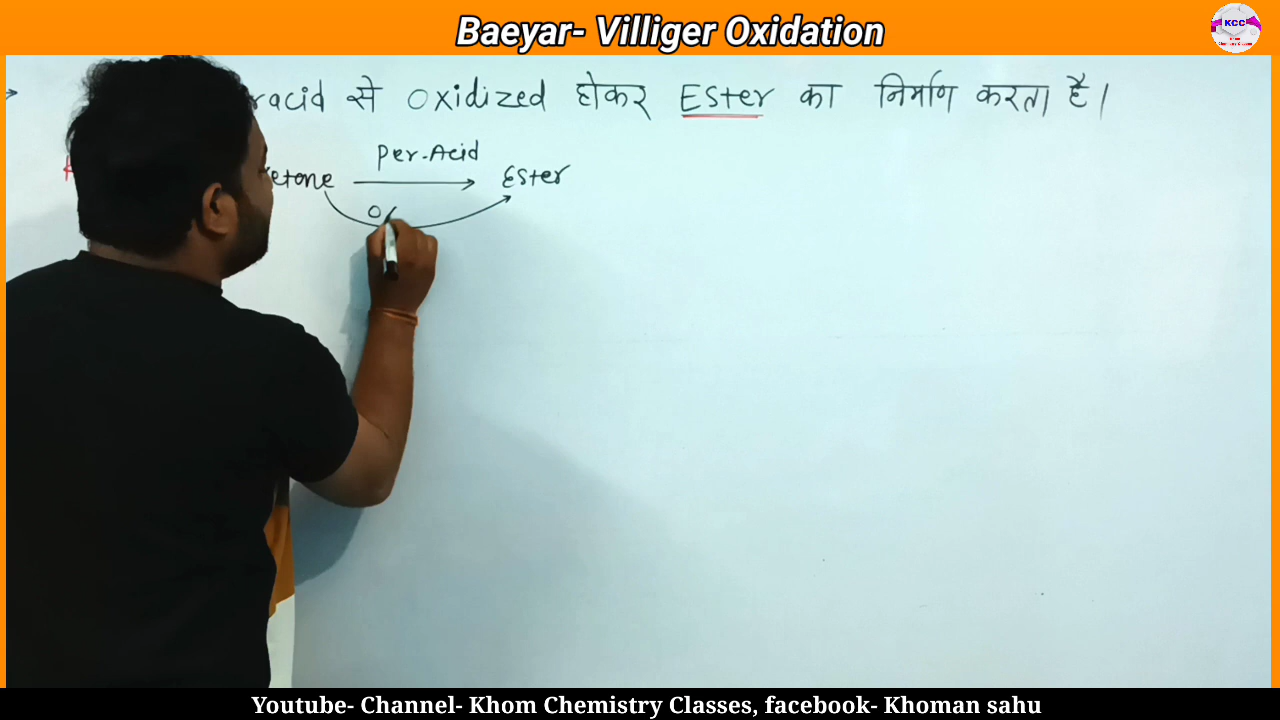 Baeyar- Villiger Oxidation
KCC
racid से Oxidized होकर Ester का निर्माण करता है।
Per-Acid
etone → Ester
Youtube- Channel- Khom Chemistry Classes, facebook- Khoman sahu